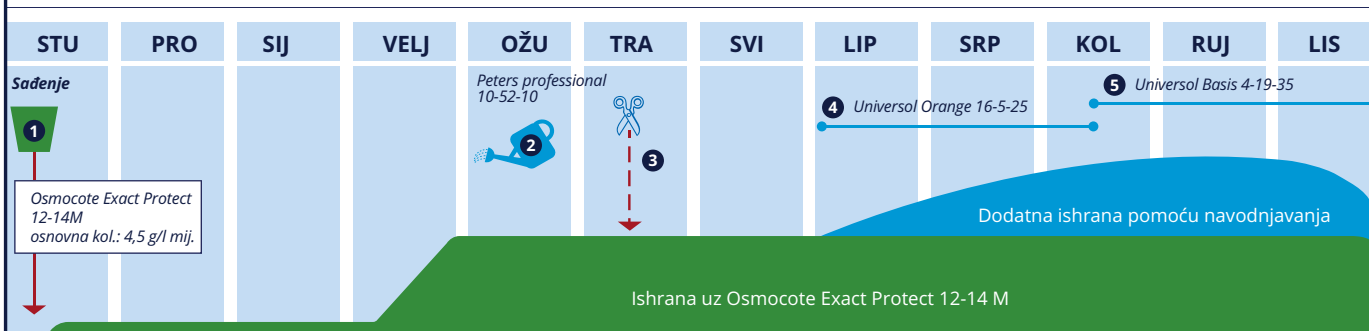 STU PRO SIJ VELJ OŽU TRA SVI LIP SRP KOL RUJ LIS
Sađenje
1
Osmocote Exact Protect
12-14M
osnovna kol.: 4,5 g/l mij.
Peters professional
10-52-10
2
3
4 Universol Orange 16-5-25
5 Universol Basis 4-19-35
Dodatna ishrana pomoću navodnjavanja
Ishrana uz Osmocote Exact Protect 12-14 M